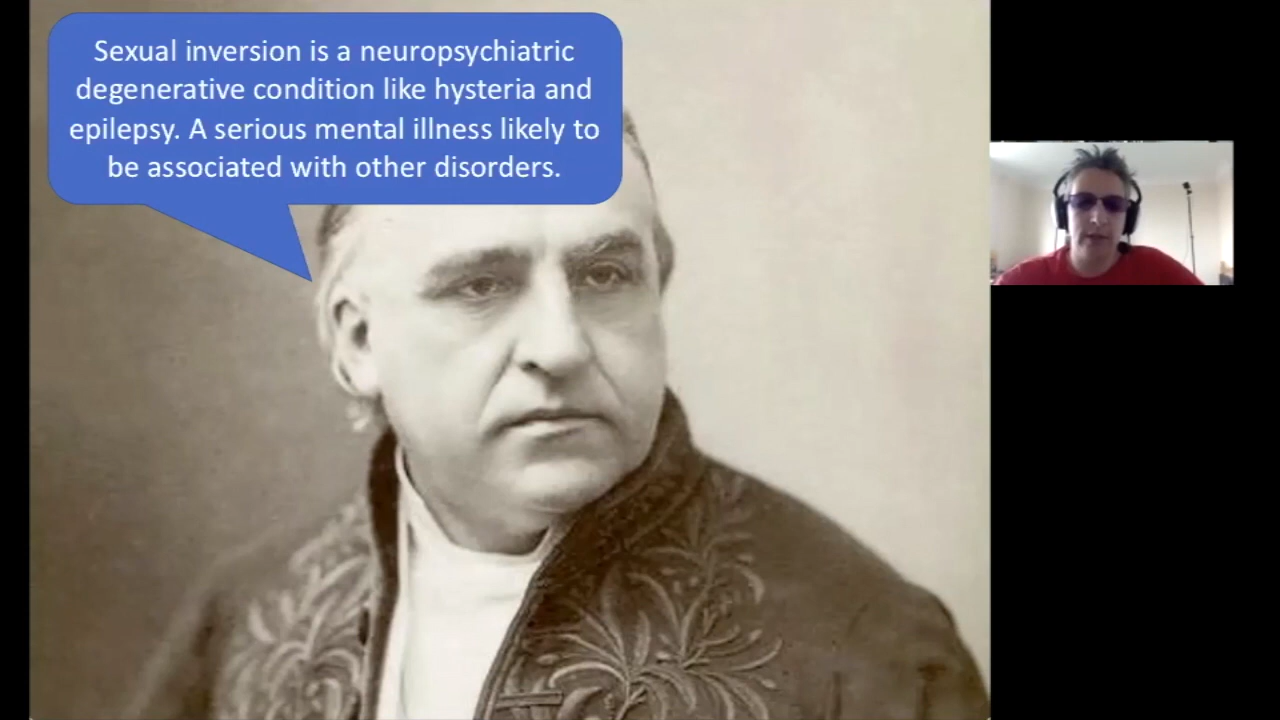 Sexual inversion is a neuropsychiatric
degenerative condition like hysteria and
epilepsy. A serious mental illness likely to
be associated with other disorders.